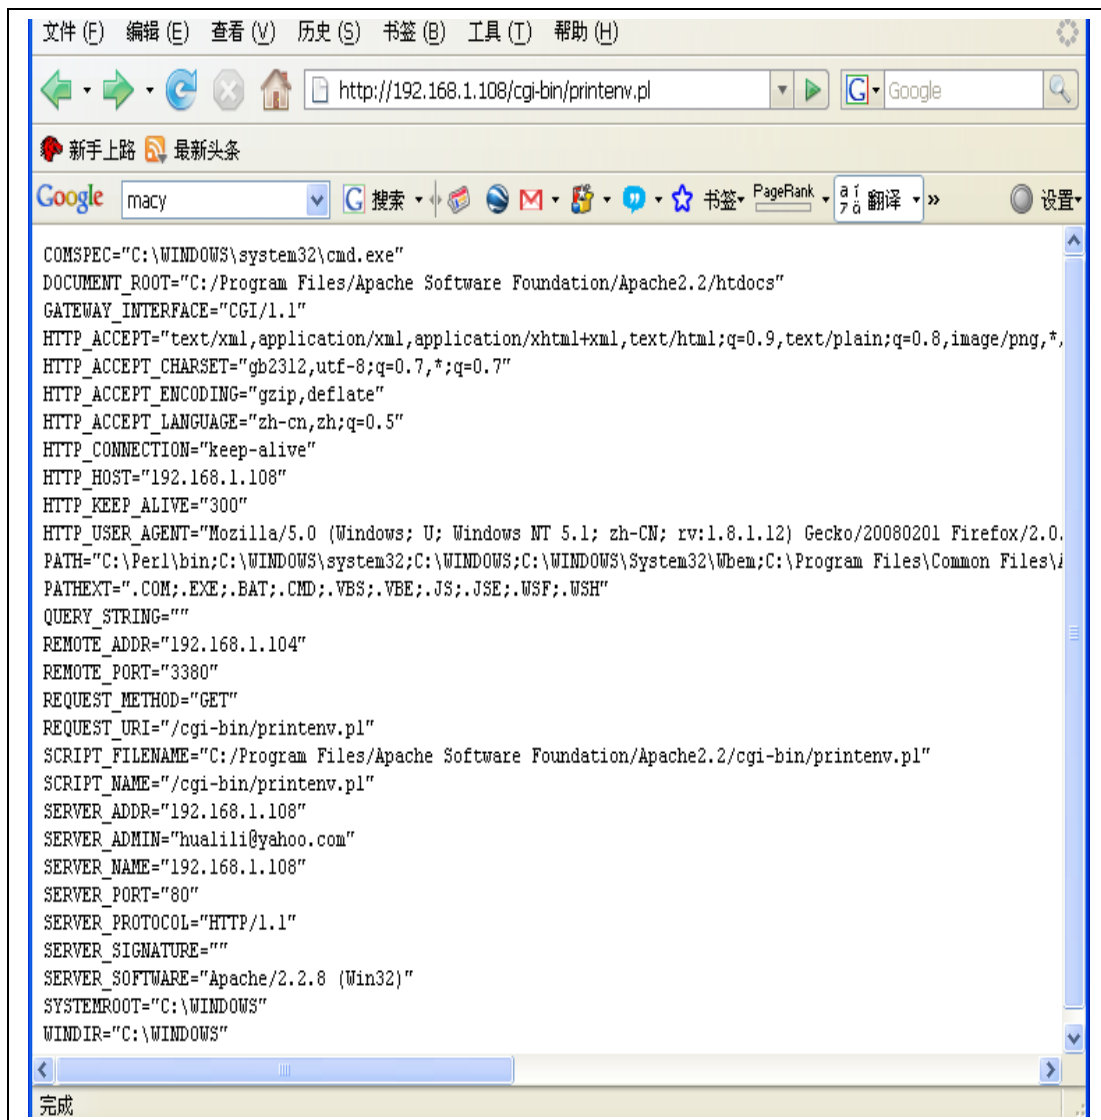 文件 (F) 编辑 (E) 查看 (V) 历史 (S) 书签 (B) 工具 (T) 帮助 (H)
http://192.168.1.108/cgi-bin/printenv.pl G Google
新手上路 最新头条
Google macy G 搜索 书签 PageRank 翻译 » 设置
COMSPEC="C:\WINDOWS\system32\cmd.exe"
DOCUMENT_ROOT="C:/Program Files/Apache Software Foundation/Apache2.2/htdocs"
GATEWAY_INTERFACE="CGI/1.1"
HTTP_ACCEPT="text/xml,application/xml,application/xhtml+xml,text/html;q=0.9,text/plain;q=0.8,image/png,*,
HTTP_ACCEPT_CHARSET="gb2312,utf-8;q=0.7,*;q=0.7"
HTTP_ACCEPT_ENCODING="gzip,deflate"
HTTP_ACCEPT_LANGUAGE="zh-cn,zh;q=0.5"
HTTP_CONNECTION="keep-alive"
HTTP_HOST="192.168.1.108"
HTTP_KEEP_ALIVE="300"
HTTP_USER_AGENT="Mozilla/5.0 (Windows; U; Windows NT 5.1; zh-CN; rv:1.8.1.12) Gecko/20080201 Firefox/2.0.
PATH="C:\Perl\bin;C:\WINDOWS\system32;C:\WINDOWS;C:\WINDOWS\System32\Wbem;C:\Program Files\Common Files\A
PATHEXT=".COM;.EXE;.BAT;.CMD;.VBS;.VBE;.JS;.JSE;.WSF;.WSH"
QUERY_STRING=""
REMOTE_ADDR="192.168.1.104"
REMOTE_PORT="3380"
REQUEST_METHOD="GET"
REQUEST_URI="/cgi-bin/printenv.pl"
SCRIPT_FILENAME="C:/Program Files/Apache Software Foundation/Apache2.2/cgi-bin/printenv.pl"
SCRIPT_NAME="/cgi-bin/printenv.pl"
SERVER_ADDR="192.168.1.108"
SERVER_ADMIN="hualili@yahoo.com"
SERVER_NAME="192.168.1.108"
SERVER_PORT="80"
SERVER_PROTOCOL="HTTP/1.1"
SERVER_SIGNATURE=""
SERVER_SOFTWARE="Apache/2.2.8 (Win32)"
SYSTEMROOT="C:\WINDOWS"
WINDIR="C:\WINDOWS"
完成